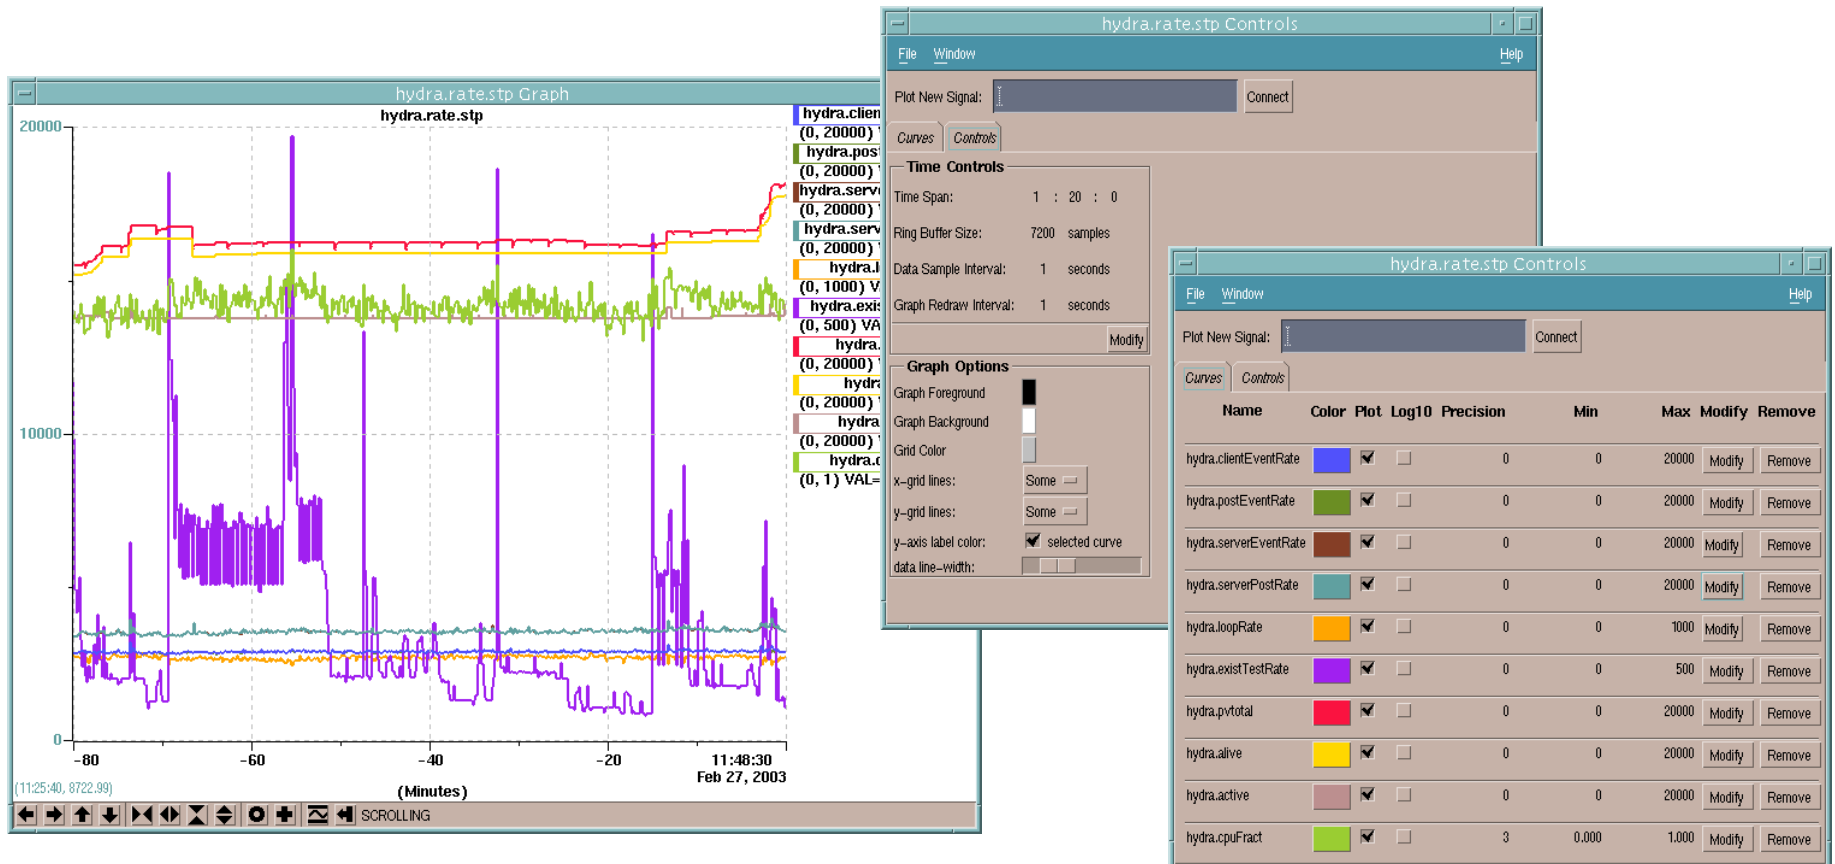 hydra.rate.stp Graph
hydra.rate.stp
20000
10000
0
-80
-60
-40
-20
11:48:30
Feb 27, 2003
(Minutes)
(11:25:40, 8722.99)
SCROLLING
hydra.clien
(0, 20000)
hydra.post
(0, 20000)
hydra.serve
(0, 20000)
hydra.serv
(0, 20000)
hydra.l
(0, 1000) V
hydra.exis
(0, 500) VA
hydra.
(0, 20000)
hydr
(0, 20000)
hydra
(0, 20000)
hydra.c
(0, 1) VAL=
hydra.rate.stp Controls
File Window Help
Plot New Signal: Connect
Curves Controls
Time Controls
Time Span: 1 : 20 : 0
Ring Buffer Size: 7200 samples
Data Sample Interval: 1 seconds
Graph Redraw Interval: 1 seconds
Modify
Graph Options
Graph Foreground
Graph Background
Grid Color
x-grid lines: Some
y-grid lines: Some
y-axis label color: selected curve
data line-width:
hydra.rate.stp Controls
File Window Help
Plot New Signal: Connect
Curves Controls
Name Color Plot Log10 Precision Min Max Modify Remove
hydra.clientEventRate 0 0 20000 Modify Remove
hydra.postEventRate 0 0 20000 Modify Remove
hydra.serverEventRate 0 0 20000 Modify Remove
hydra.serverPostRate 0 0 20000 Modify Remove
hydra.loopRate 0 0 1000 Modify Remove
hydra.existTestRate 0 0 500 Modify Remove
hydra.pvtotal 0 0 20000 Modify Remove
hydra.alive 0 0 20000 Modify Remove
hydra.active 0 0 20000 Modify Remove
hydra.cpuFract 3 0.000 1.000 Modify Remove